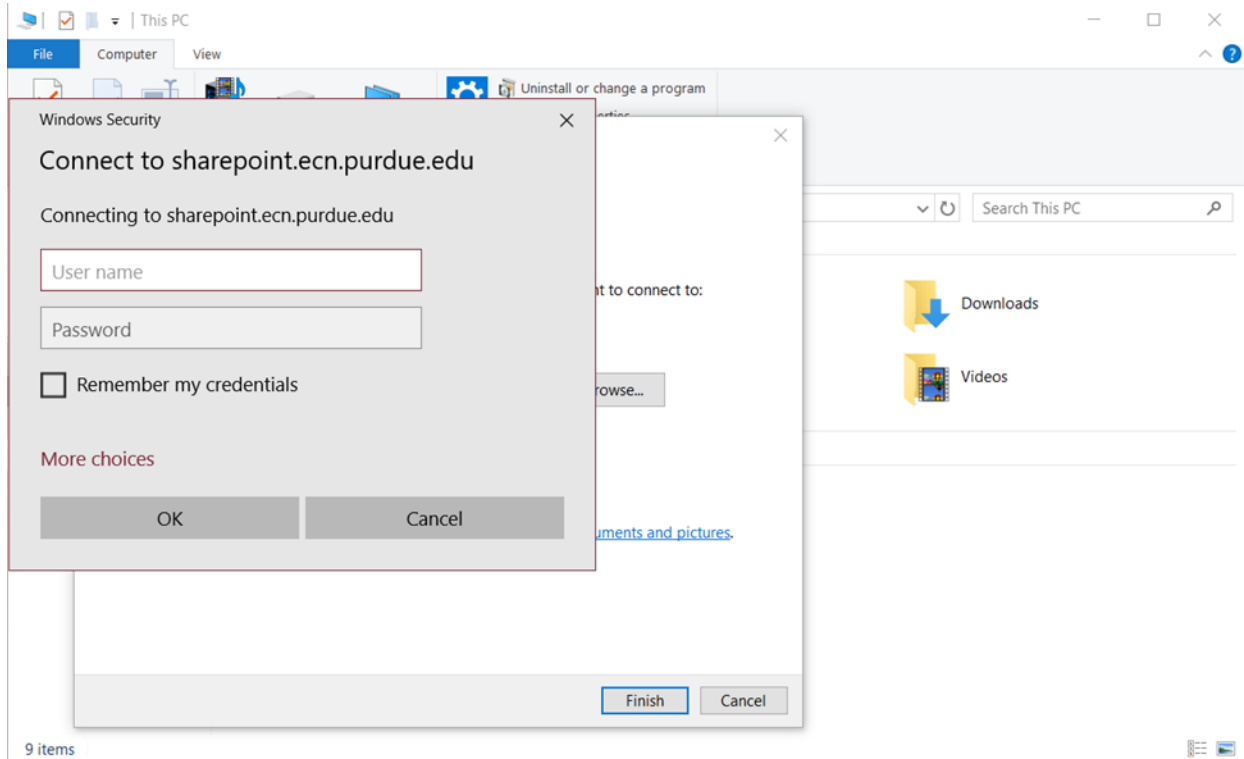 This PC
File Computer View
Uninstall or change a program
Windows Security
Connect to sharepoint.ecn.purdue.edu
Connecting to sharepoint.ecn.purdue.edu
Search This PC
User name
to connect to:
Downloads
Password
Videos
Remember my credentials
rowse...
More choices
OK Cancel
uments and pictures.
Finish Cancel
9 items